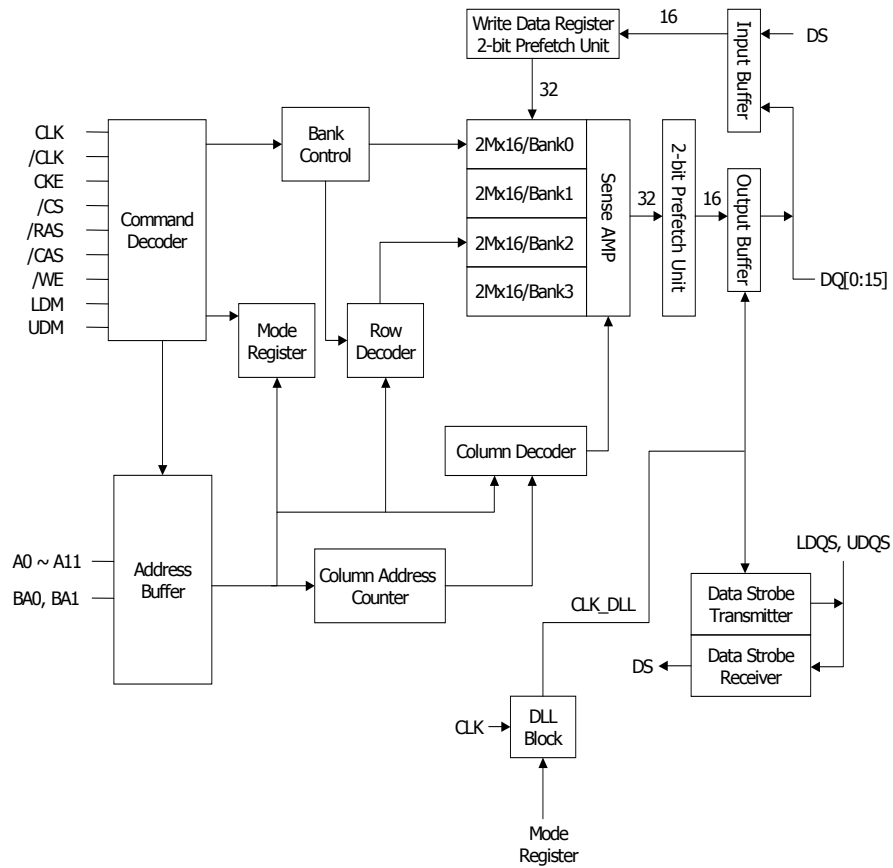 Write Data Register
2-bit Prefetch Unit
16
Input Buffer
DS
32
CLK
/CLK
CKE
/CS
/RAS
/CAS
/WE
LDM
UDM
Command
Decoder
Bank
Control
2Mx16/Bank0
2Mx16/Bank1
2Mx16/Bank2
2Mx16/Bank3
Sense AMP
32
2-bit Prefetch Unit
16
Output Buffer
DQ[0:15]
Mode
Register
Row
Decoder
Column Decoder
A0 ~ A11
BA0, BA1
Address
Buffer
Column Address
Counter
LDQS, UDQS
CLK_DLL
Data Strobe
Transmitter
Data Strobe
Receiver
DS
CLK
DLL
Block
Mode
Register